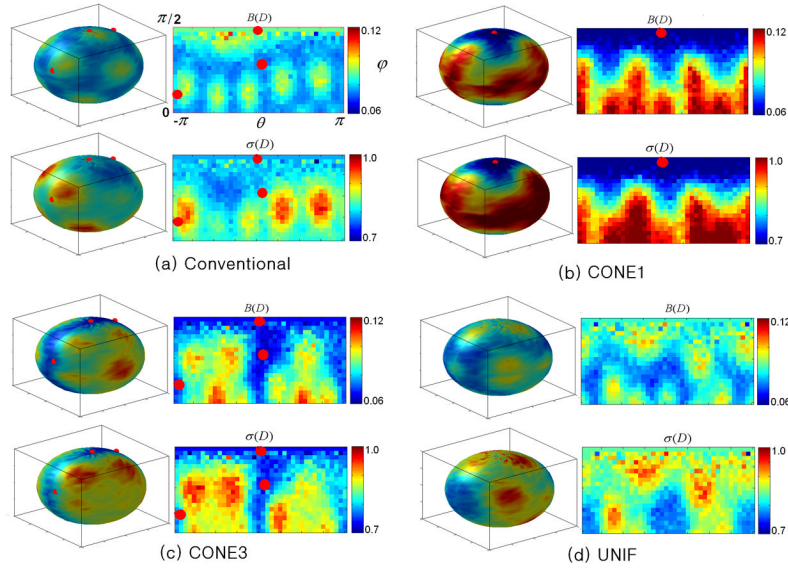 B(D)
π/2
0.12
φ
0.06
0
-π
θ
π
σ(D)
1.0
0.7
(a) Conventional
B(D)
0.12
0.06
σ(D)
1.0
0.7
(b) CONE1
B(D)
0.12
0.06
σ(D)
1.0
0.7
(c) CONE3
B(D)
0.12
0.06
σ(D)
1.0
0.7
(d) UNIF